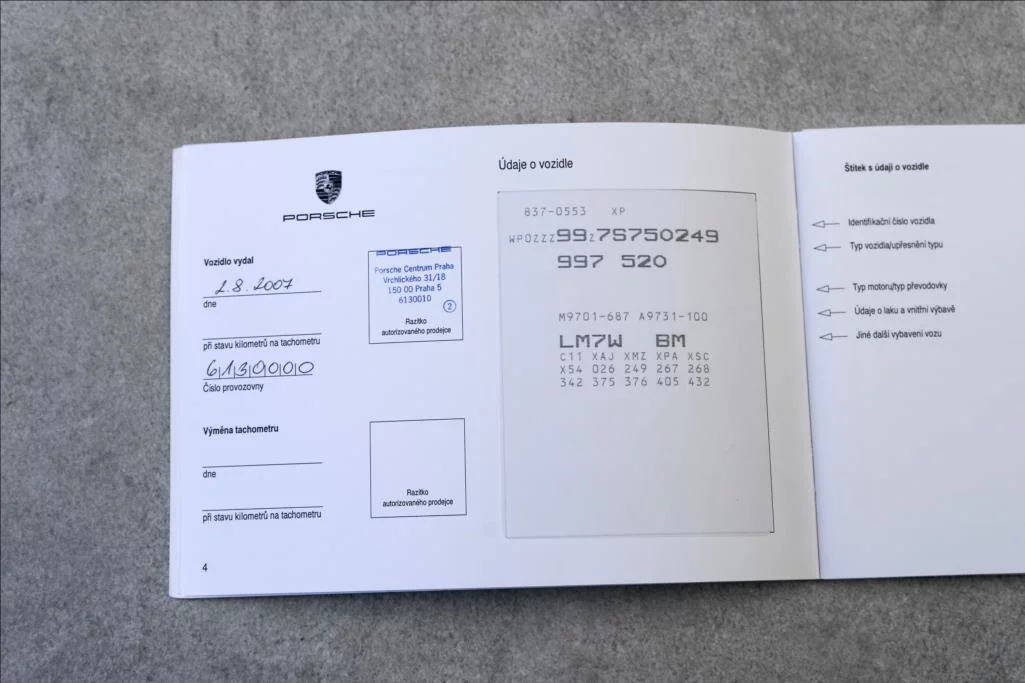 PORSCHE
Vozidlo vydal
2.8.2007
dne
při stavu kilometrů na tachometru
6130000
Číslo provozovny
PORSCHE
Porsche Centrum Praha
Vrchlického 31/18
150 00 Praha 5
6130010
2
Razítko
autorizovaného prodejce
Výměna tachometru
dne
při stavu kilometrů na tachometru
Razítko
autorizovaného prodejce
4
Údaje o vozidle
837-0553 XP
WPOZZZ99Z7S750249
997 520
M9701-687 A9731-100
LM7W BM
C11 XAJ XMZ XPA XSC
X54 026 249 267 268
342 375 376 405 432
Štítek s údaji o vozidle
Identifikační číslo vozidla
Typ vozidla/upřesnění typu
Typ motoru/typ převodovky
Údaje o laku a vnitřní výbavě
Jiné další vybavení vozu